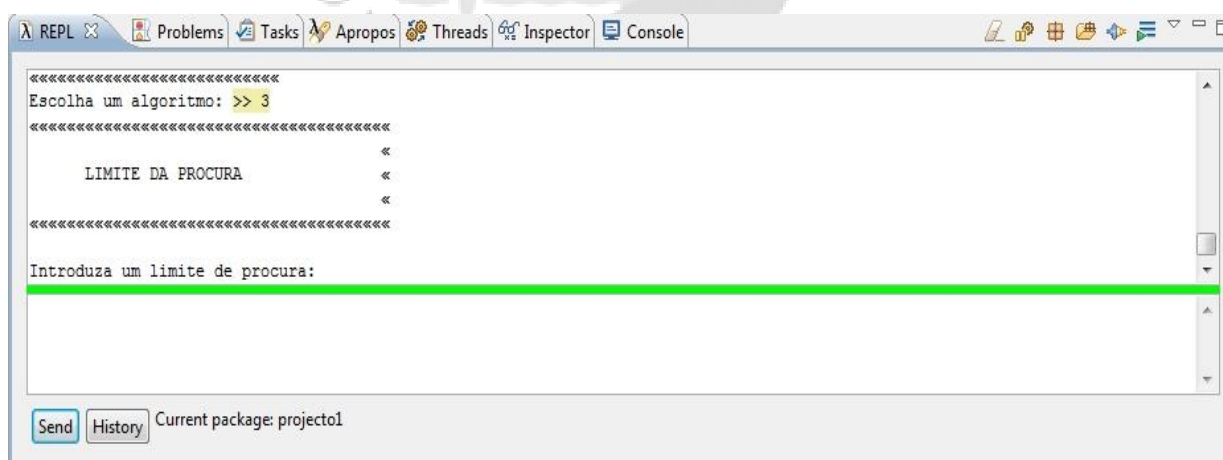 λ REPL Problems Tasks Apropos Threads Inspector Console
«««««««««««««««««««««««««««
Escolha um algoritmo: >> 3
«««««««««««««««««««««««««««««««««««««««
«
LIMITE DA PROCURA «
«
«««««««««««««««««««««««««««««««««««««««
Introduza um limite de procura:
Send History Current package: projecto1